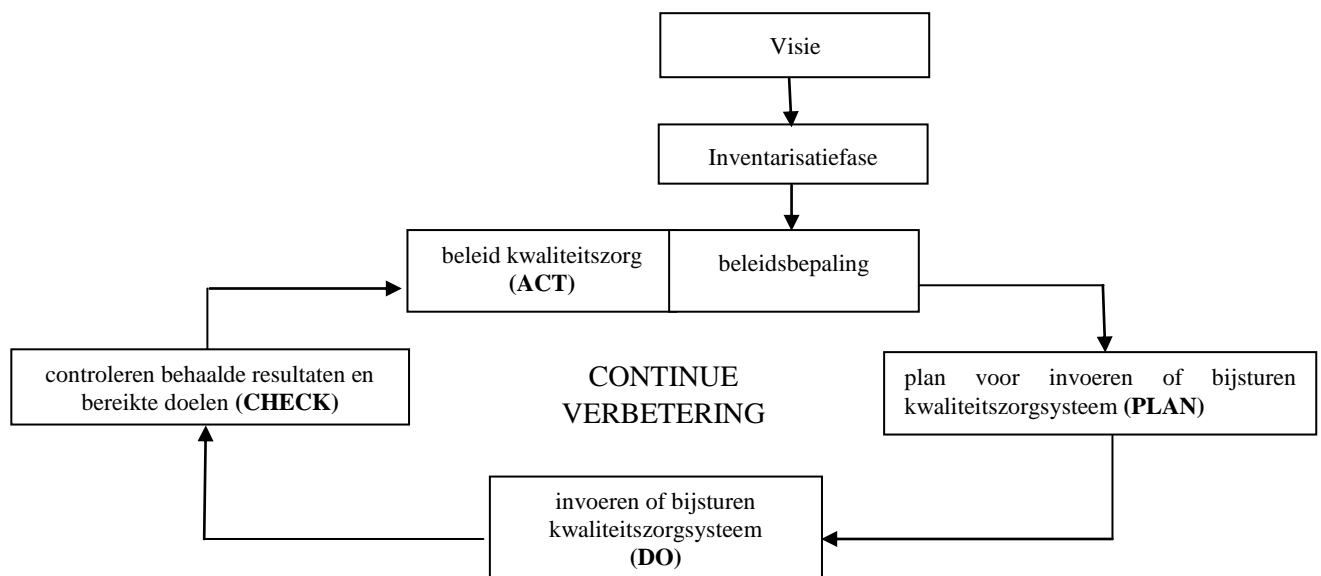 Visie
Inventarisatiefase
beleid kwaliteitszorg
(ACT)
beleidsbepaling
controleren behaalde resultaten en
bereikte doelen (CHECK)
CONTINUE
VERBETERING
plan voor invoeren of bijsturen
kwaliteitszorgsysteem (PLAN)
invoeren of bijsturen
kwaliteitszorgsysteem
(DO)